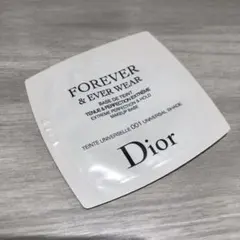 FOREVER
& EVER WEAR
BASE DE TEINT
TENUE & PERFECTION EXTRÊME
EXTREME PERFECTION & HOLD
MAKEUP BASE
TEINTE UNIVERSELLE 001 UNIVERSAL SHADE
Dior